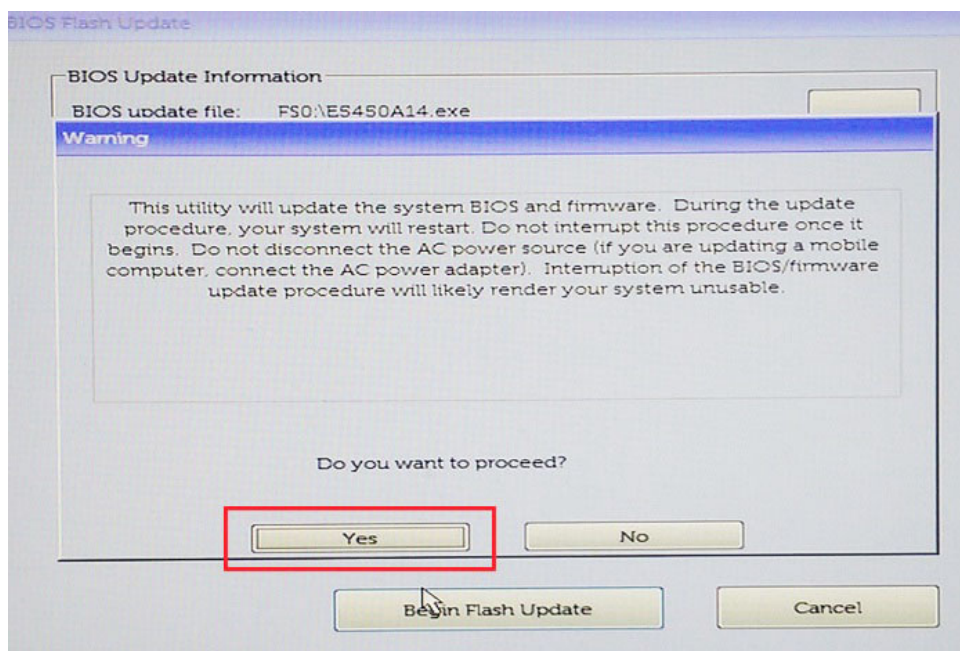 BIOS Flash Update
BIOS Update Information
BIOS update file: FS0:\E5450A14.exe
Warning
This utility will update the system BIOS and firmware. During the update
procedure, your system will restart. Do not interrupt this procedure once it
begins. Do not disconnect the AC power source (if you are updating a mobile
computer, connect the AC power adapter). Interruption of the BIOS/firmware
update procedure will likely render your system unusable.
Do you want to proceed?
Yes No
Begin Flash Update Cancel